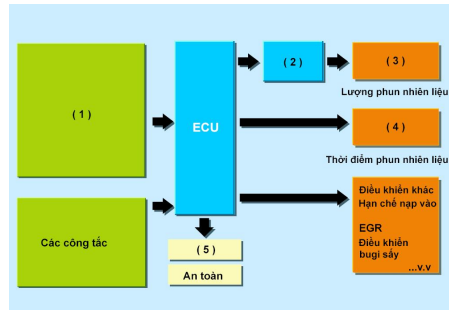 ( 1 )
ECU
( 2 )
( 3 )
Lượng phun nhiên liệu
( 4 )
Thời điểm phun nhiên liệu
Các công tắc
Điều khiển khác
Hạn chế nạp vào
EGR
Điều khiển
bugi sấy
...v.v
( 5 )
An toàn